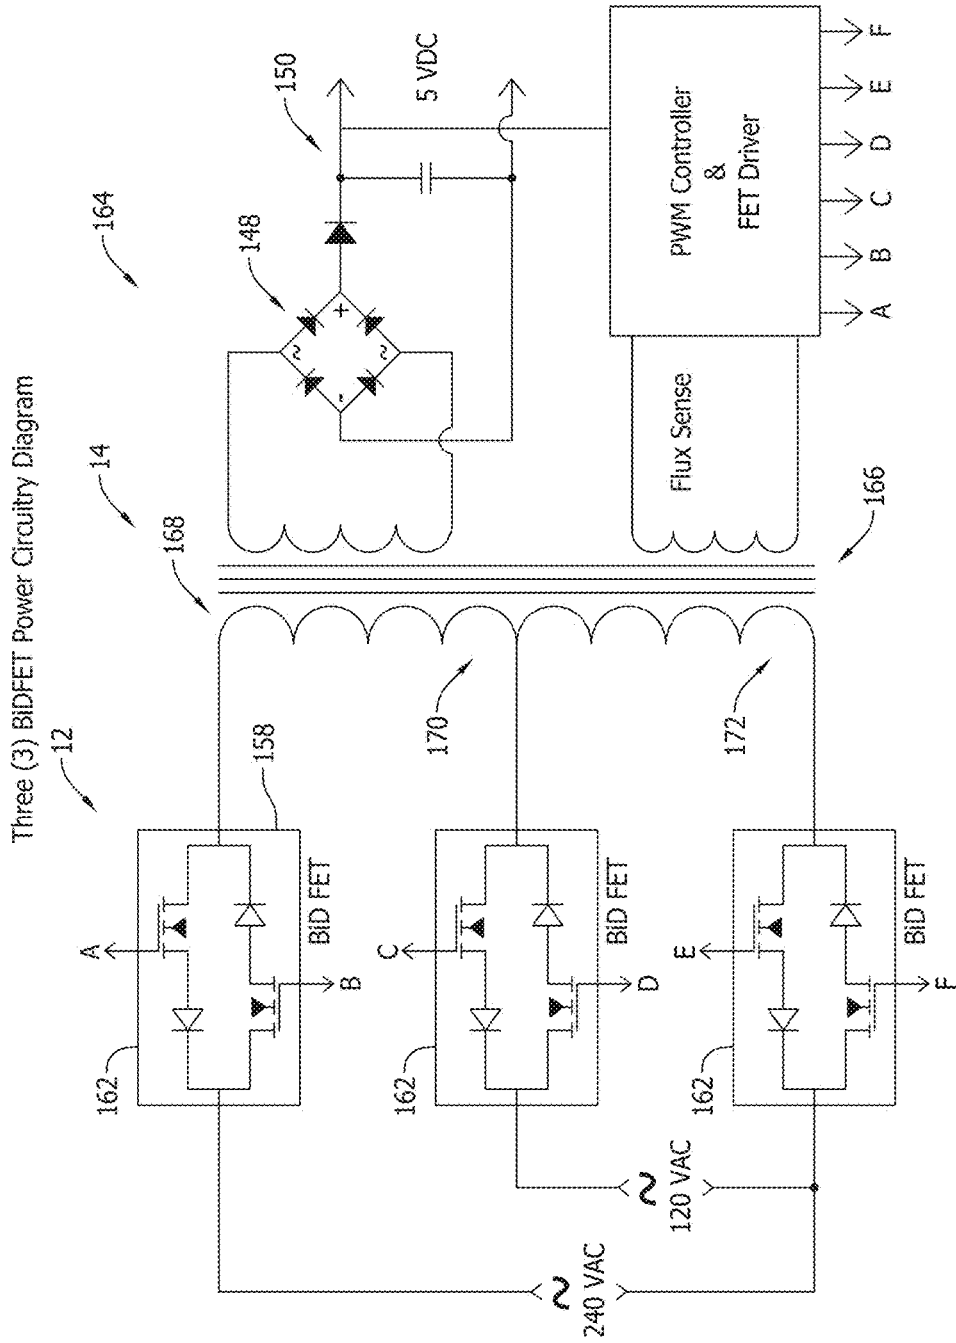 Three (3) BiDFET Power Circuitry Diagram
12
14
164
162
A
158
B
BiD FET
168
148
150
5 VDC
162
C
D
BiD FET
170
240 VAC
120 VAC
162
E
F
BiD FET
172
166
Flux Sense
PWM Controller
&
FET Driver
A
B
C
D
E
F
~
~
+
-
~
~